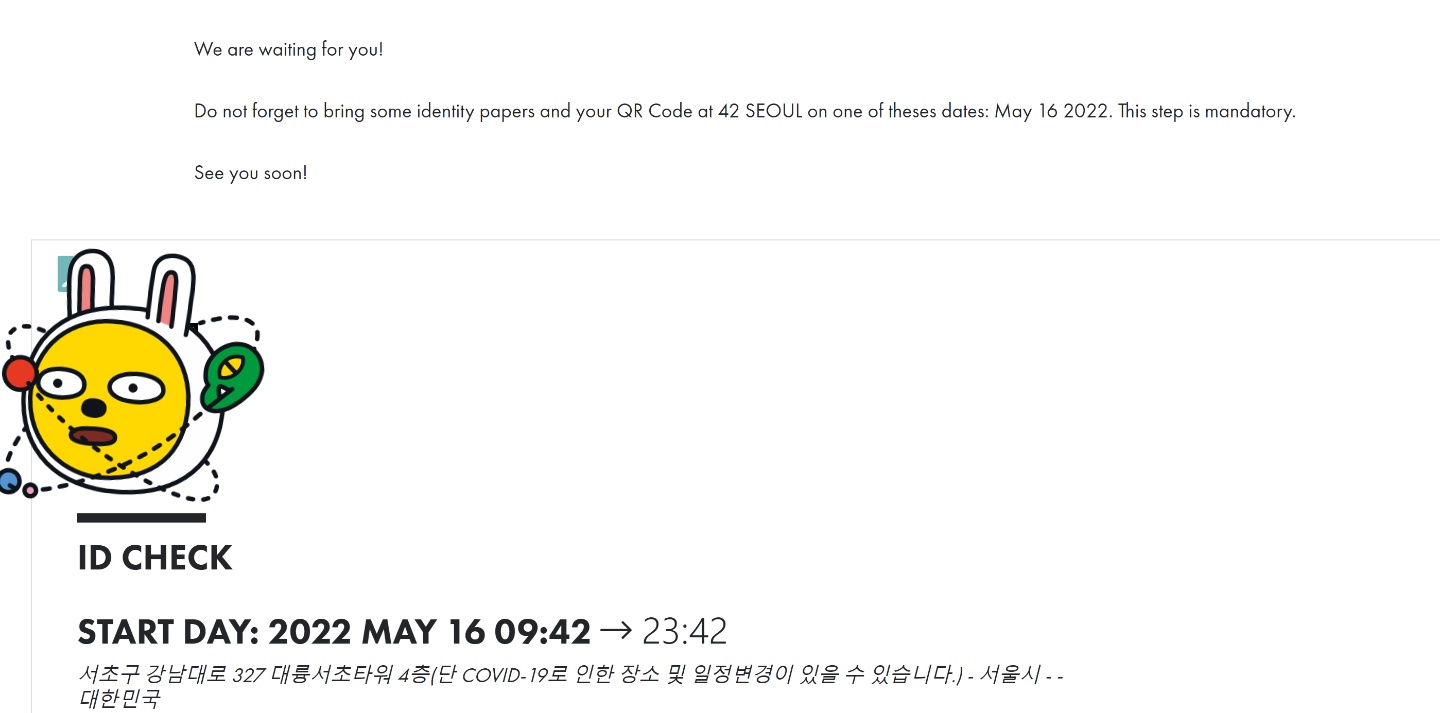 We are waiting for you!
Do not forget to bring some identity papers and your QR Code at 42 SEOUL on one of theses dates: May 16 2022. This step is mandatory.
See you soon!
ID CHECK
START DAY: 2022 MAY 16 09:42 → 23:42
서초구 강남대로 327 대륭서초타워 4층(단 COVID-19로 인한 장소 및 일정변경이 있을 수 있습니다.) - 서울시 - -
대한민국